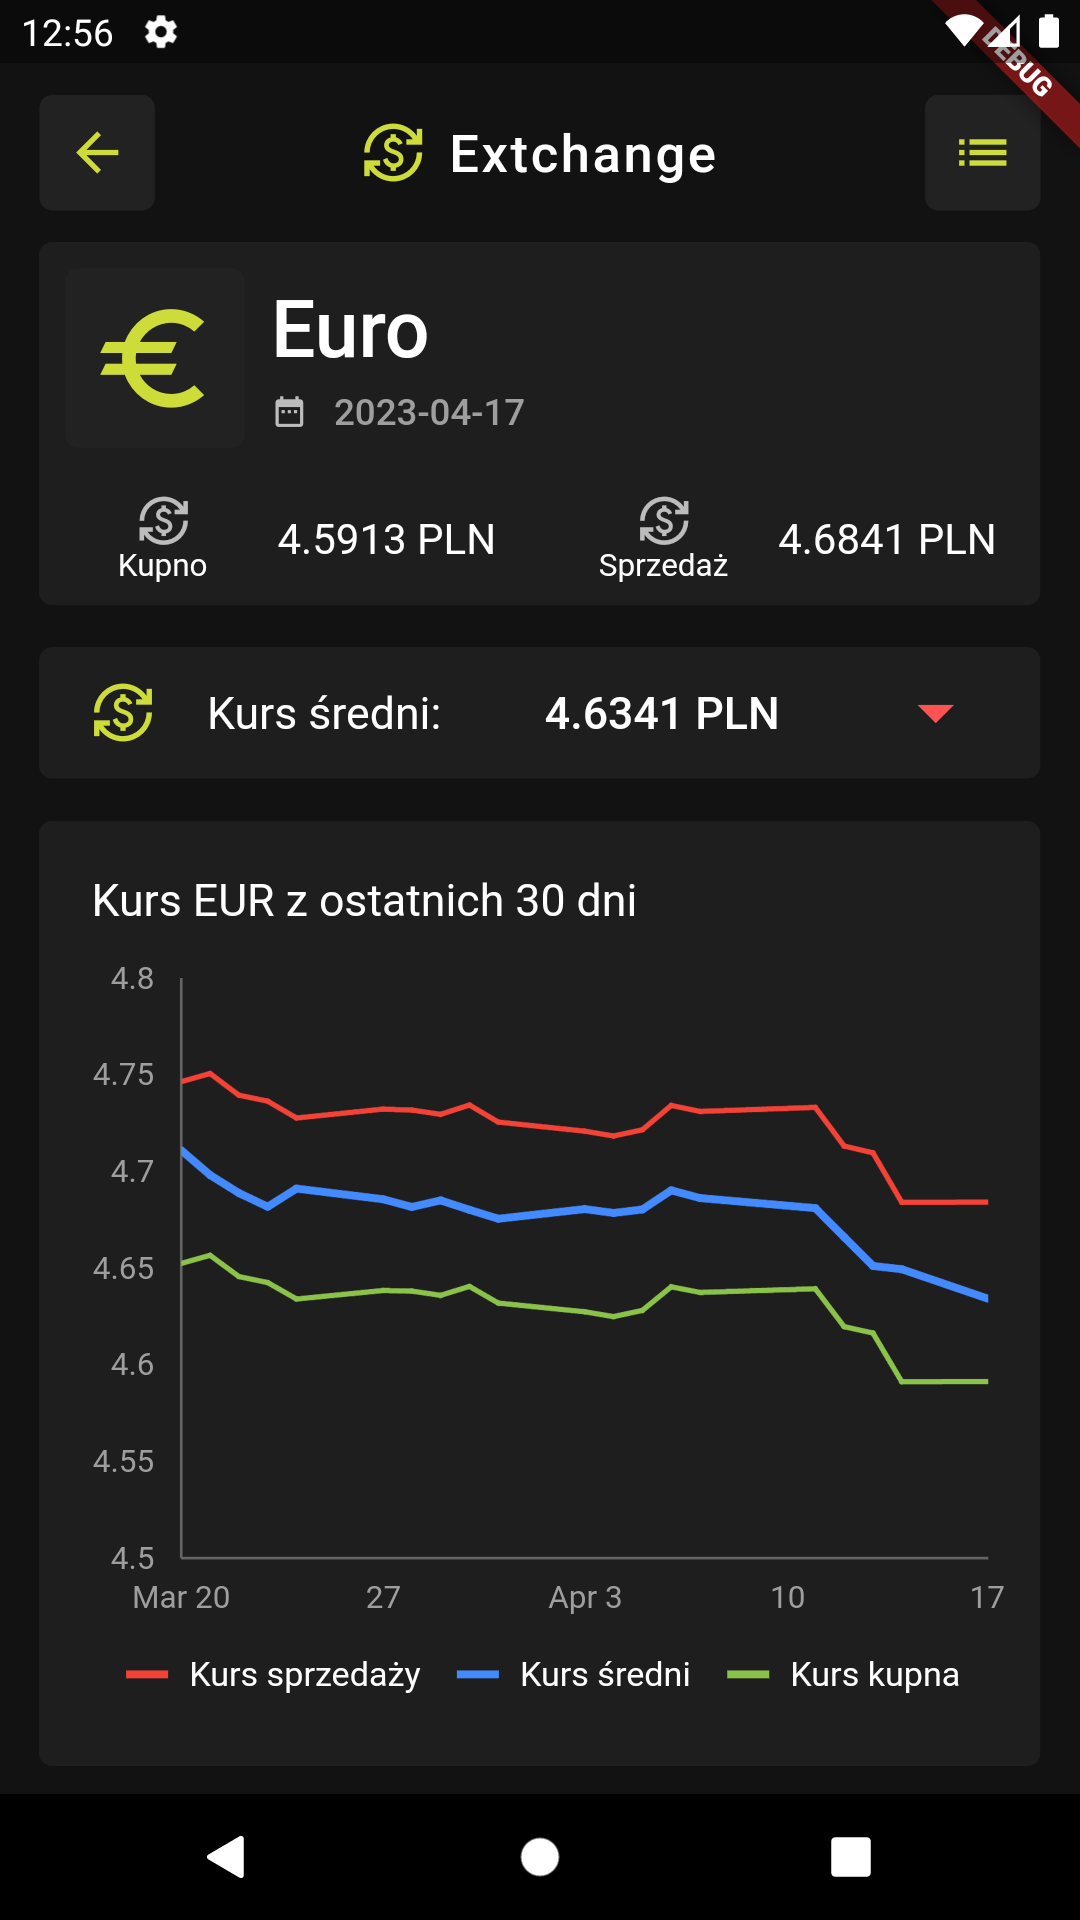 12:56
DEBUG
Extchange
Euro
2023-04-17
Kupno
4.5913 PLN
Sprzedaż
4.6841 PLN
Kurs średni:
4.6341 PLN
Kurs EUR z ostatnich 30 dni
4.8
4.75
4.7
4.65
4.6
4.55
4.5
Mar 20
27
Apr 3
10
17
Kurs sprzedaży
Kurs średni
Kurs kupna